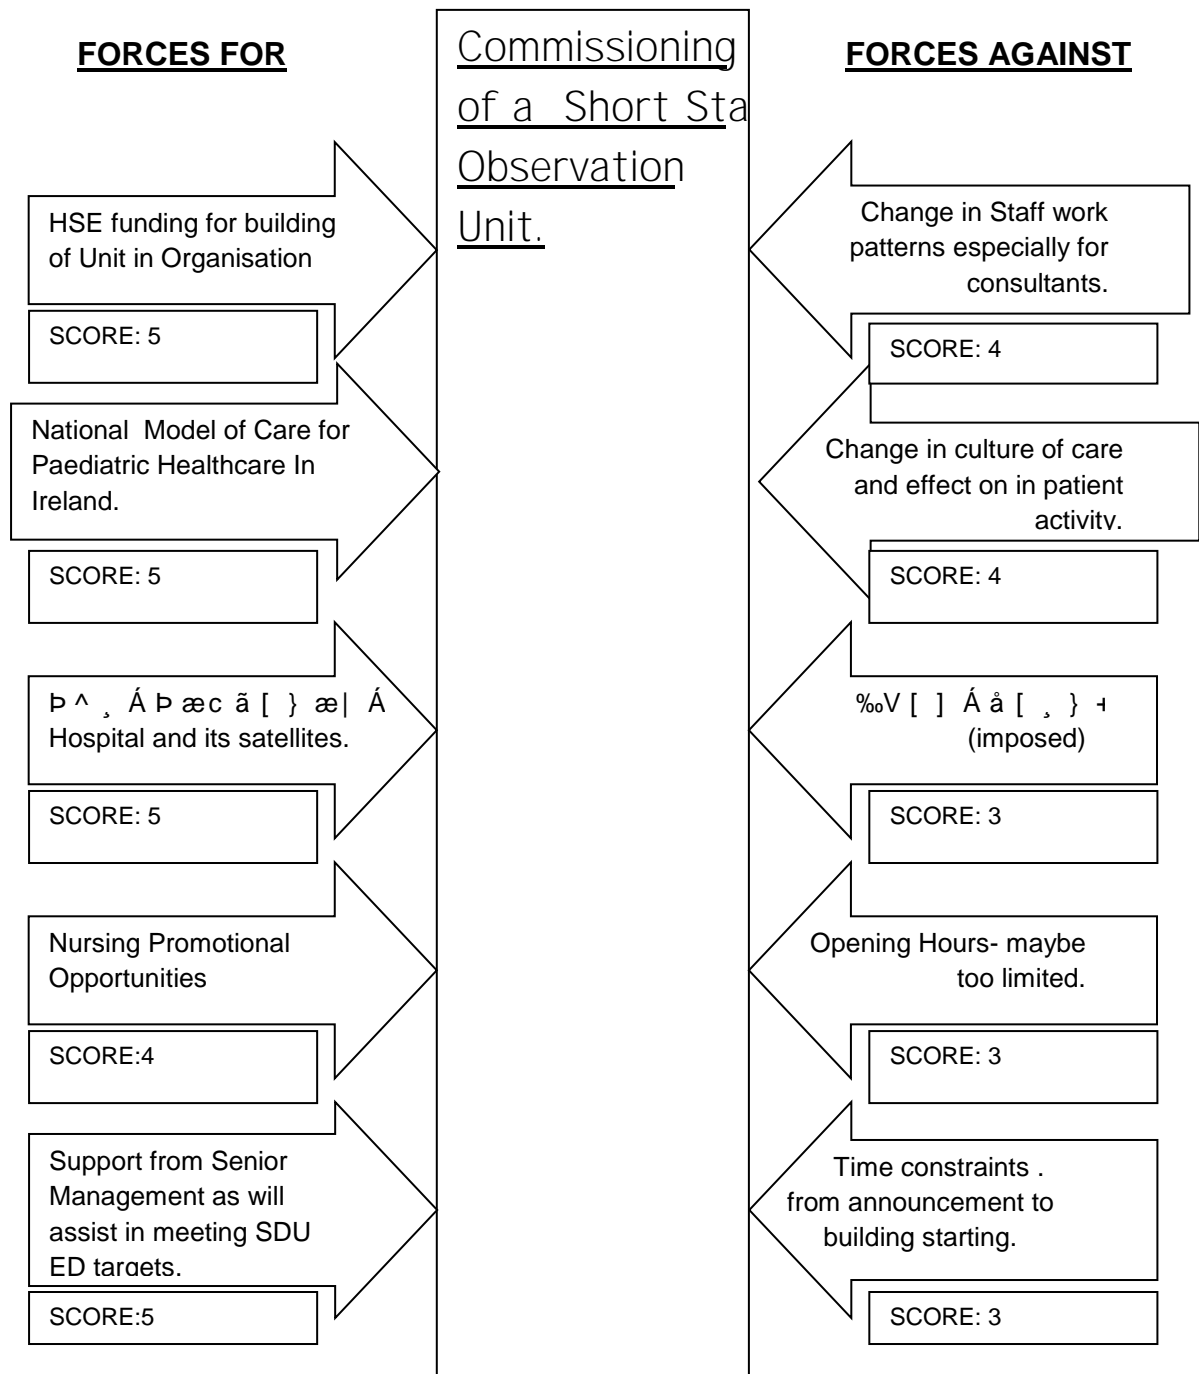 FORCES FOR
Commissioning
of a Short Sta
Observation
Unit.
FORCES AGAINST
HSE funding for building
of Unit in Organisation
SCORE: 5
National Model of Care for
Paediatric Healthcare In
Ireland.
SCORE: 5
Hospital and its satellites.
SCORE: 5
Nursing Promotional
Opportunities
SCORE:4
Support from Senior
Management as will
assist in meeting SDU
ED targets.
SCORE:5
Change in Staff work
patterns especially for
consultants.
SCORE: 4
Change in culture of care
and effect on in patient
activity.
SCORE: 4
(imposed)
SCORE: 3
Opening Hours- maybe
too limited.
SCORE: 3
Time constraints .
from announcement to
building starting.
SCORE: 3